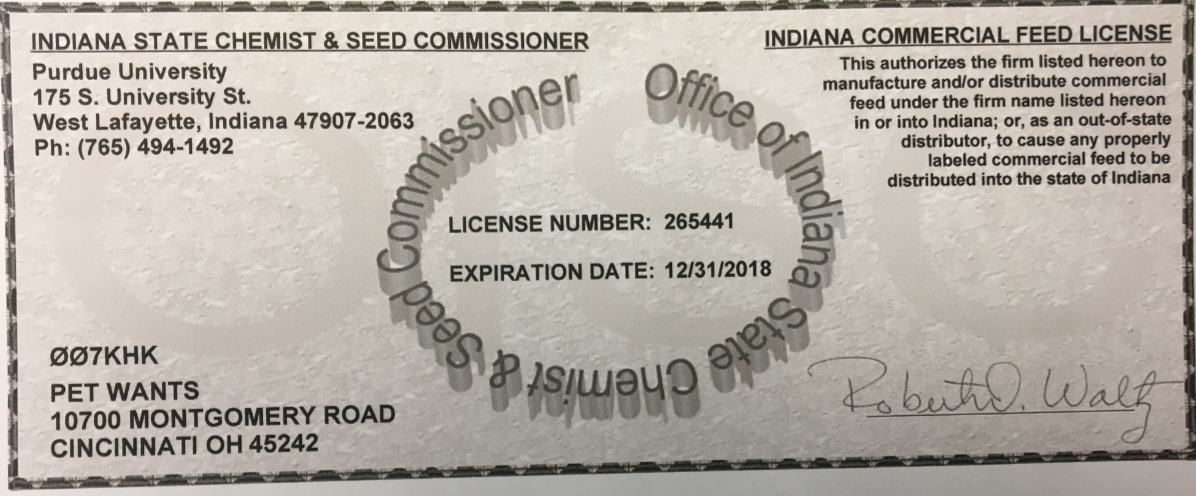 INDIANA STATE CHEMIST & SEED COMMISSIONER
Purdue University
175 S. University St.
West Lafayette, Indiana 47907-2063
Ph: (765) 494-1492
INDIANA COMMERCIAL FEED LICENSE
This authorizes the firm listed hereon to
manufacture and/or distribute commercial
feed under the firm name listed hereon
in or into Indiana; or, as an out-of-state
distributor, to cause any properly
labeled commercial feed to be
distributed into the state of Indiana
Office of Indiana State Chemist & Seed Commissioner
LICENSE NUMBER: 265441
EXPIRATION DATE: 12/31/2018
ØØ7KHK
PET WANTS
10700 MONTGOMERY ROAD
CINCINNATI OH 45242
Robert D. Waltz